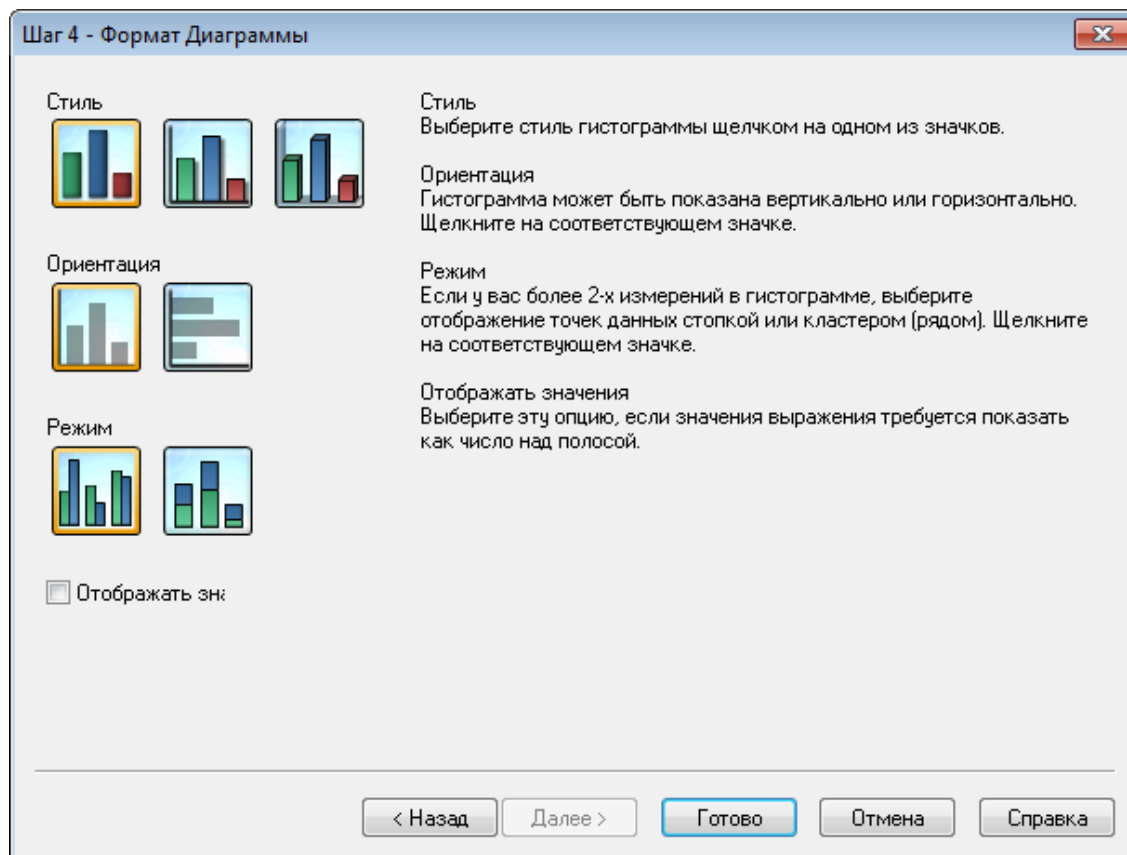 Шаг 4 - Формат Диаграммы
Стиль
Ориентация
Режим
Отображать зна
Стиль
Выберите стиль гистограммы щелчком на одном из значков.
Ориентация
Гистограмма может быть показана вертикально или горизонтально.
Щелкните на соответствующем значке.
Режим
Если у вас более 2-х измерений в гистограмме, выберите
отображение точек данных стопкой или кластером (рядом). Щелкните
на соответствующем значке.
Отображать значения
Выберите эту опцию, если значения выражения требуется показать
как число над полосой.
< Назад
Далее >
Готово
Отмена
Справка